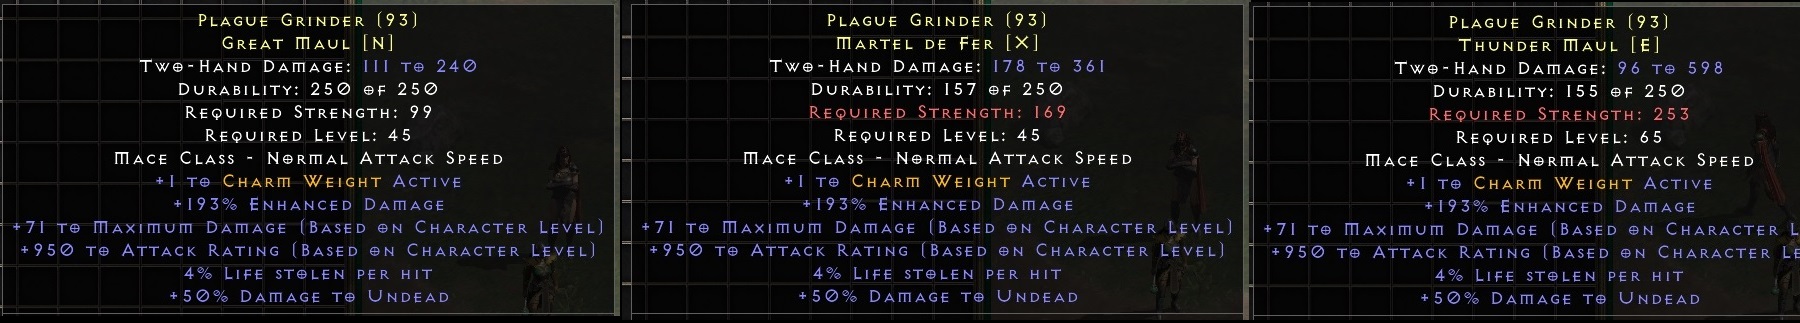 Plague Grinder (93)
Great Maul [N]
Two-Hand Damage: 111 to 240
Durability: 250 of 250
Required Strength: 99
Required Level: 45
Mace Class - Normal Attack Speed
+1 to Charm Weight Active
+193% Enhanced Damage
+71 to Maximum Damage (Based on Character Level)
+950 to Attack Rating (Based on Character Level)
4% Life stolen per hit
+50% Damage to Undead
Plague Grinder (93)
Martel de Fer [X]
Two-Hand Damage: 178 to 361
Durability: 157 of 250
Required Strength: 169
Required Level: 45
Mace Class - Normal Attack Speed
+1 to Charm Weight Active
+193% Enhanced Damage
+71 to Maximum Damage (Based on Character Level)
+950 to Attack Rating (Based on Character Level)
4% Life stolen per hit
+50% Damage to Undead
Plague Grinder (93)
Thunder Maul [E]
Two-Hand Damage: 96 to 598
Durability: 155 of 250
Required Strength: 253
Required Level: 65
Mace Class - Normal Attack Speed
+1 to Charm Weight Active
+193% Enhanced Damage
+71 to Maximum Damage (Based on Character L
+950 to Attack Rating (Based on Character Le
4% Life stolen per hit
+50% Damage to Undead